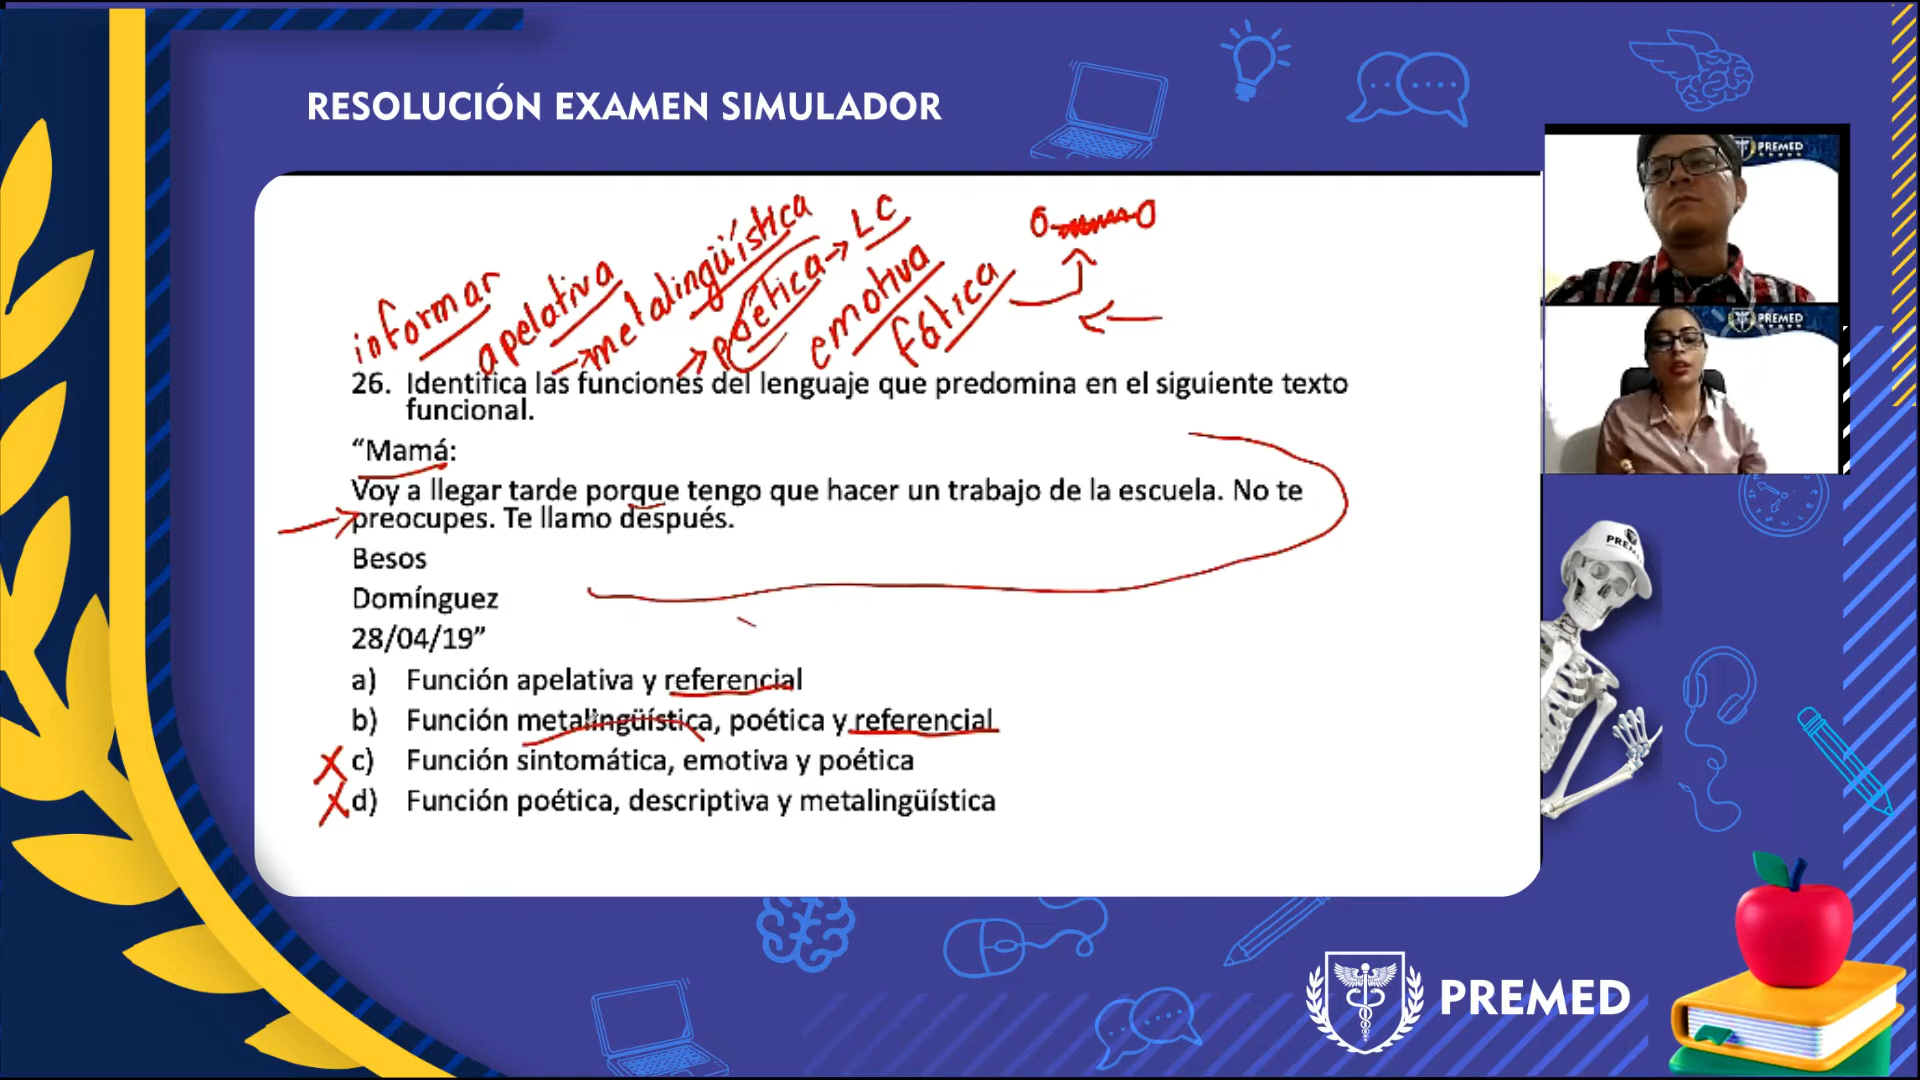 RESOLUCIÓN EXAMEN SIMULADOR
PREMED
PREMED
informar
apelativa
metalingüística
poética → LC
emotiva
fática
26. Identifica las funciones del lenguaje que predomina en el siguiente texto
funcional.
“Mamá:
Voy a llegar tarde porque tengo que hacer un trabajo de la escuela. No te
preocupes. Te llamo después.
Besos
Domínguez
28/04/19”
a) Función apelativa y referencial
b) Función metalingüística, poética y referencial
c) Función sintomática, emotiva y poética
d) Función poética, descriptiva y metalingüística
PREMED